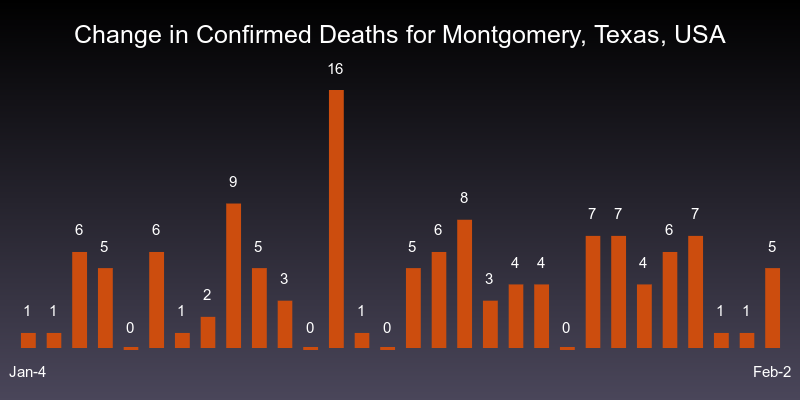 Change in Confirmed Deaths for Montgomery, Texas, USA
1 1 6 5 0 6 1 2 9 5 3 0 16 1 0 5 6 8 3 4 4 0 7 7 4 6 7 1 1 5
Jan-4 Feb-2